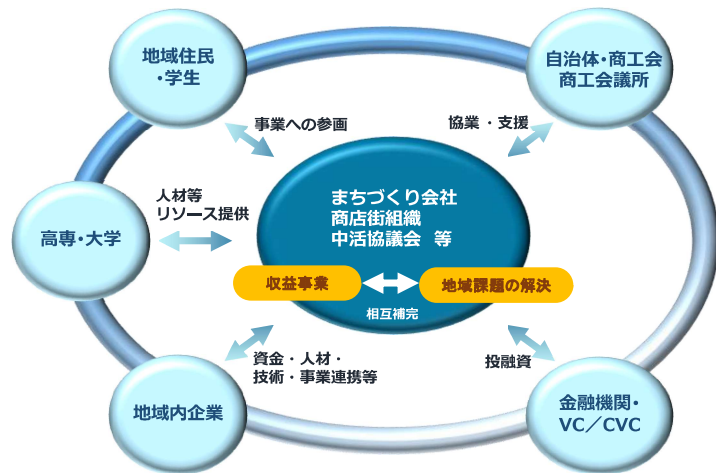 地域住民
・学生
自治体・商工会
商工会議所
事業への参画
協業 ・支援
人材等
リソース提供
まちづくり会社
商店街組織
中活協議会 等
高専・大学
収益事業
地域課題の解決
相互補完
資金・人材・
技術・事業連携等
投融資
地域内企業
金融機関・
VC／CVC